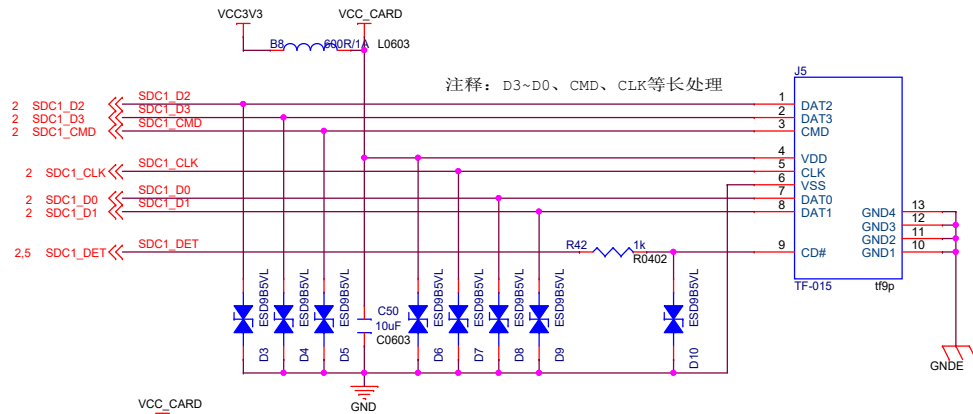 VCC3V3
VCC_CARD
B8
600R/1A
L0603
注释：D3~D0、CMD、CLK等长处理
J5
2 SDC1_D2
SDC1_D2
1
DAT2
2 SDC1_D3
SDC1_D3
2
DAT3
2 SDC1_CMD
SDC1_CMD
3
CMD
4
VDD
2 SDC1_CLK
SDC1_CLK
5
CLK
6
VSS
2 SDC1_D0
SDC1_D0
7
DAT0
2 SDC1_D1
SDC1_D1
8
DAT1
GND4
13
GND3
12
GND2
11
GND1
10
2,5 SDC1_DET
SDC1_DET
R42
1k
R0402
9
CD#
TF-015
tf9p
ESD9B5VL
D3
ESD9B5VL
D4
ESD9B5VL
D5
C50
10uF
C0603
ESD9B5VL
D6
ESD9B5VL
D7
ESD9B5VL
D8
ESD9B5VL
D9
ESD9B5VL
D10
GNDE
GND
VCC_CARD